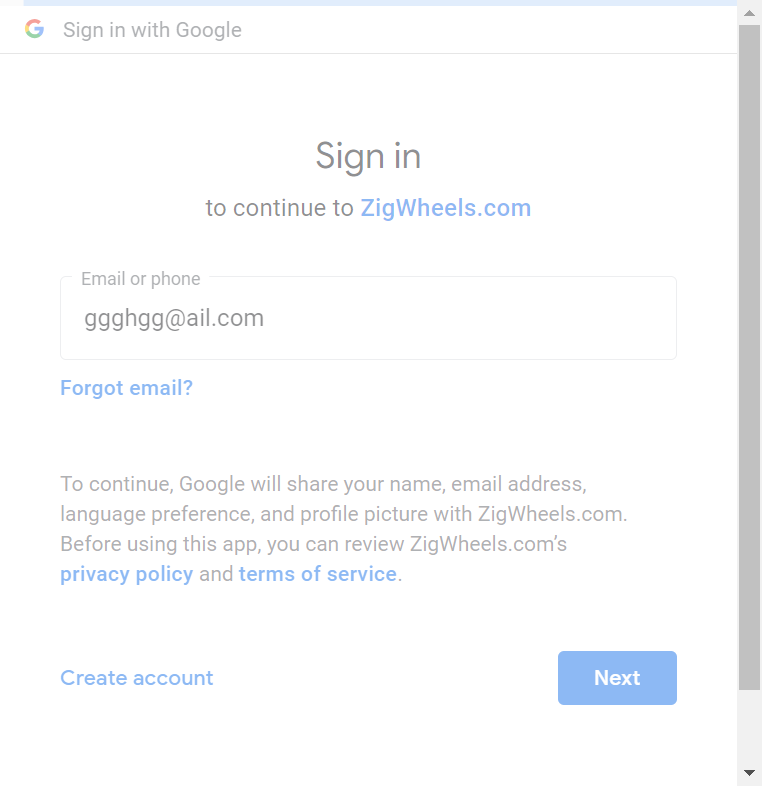 Sign in with Google
Sign in
to continue to ZigWheels.com
Email or phone
ggghgg@ail.com
Forgot email?
To continue, Google will share your name, email address,
language preference, and profile picture with ZigWheels.com.
Before using this app, you can review ZigWheels.com’s
privacy policy and terms of service.
Create account
Next